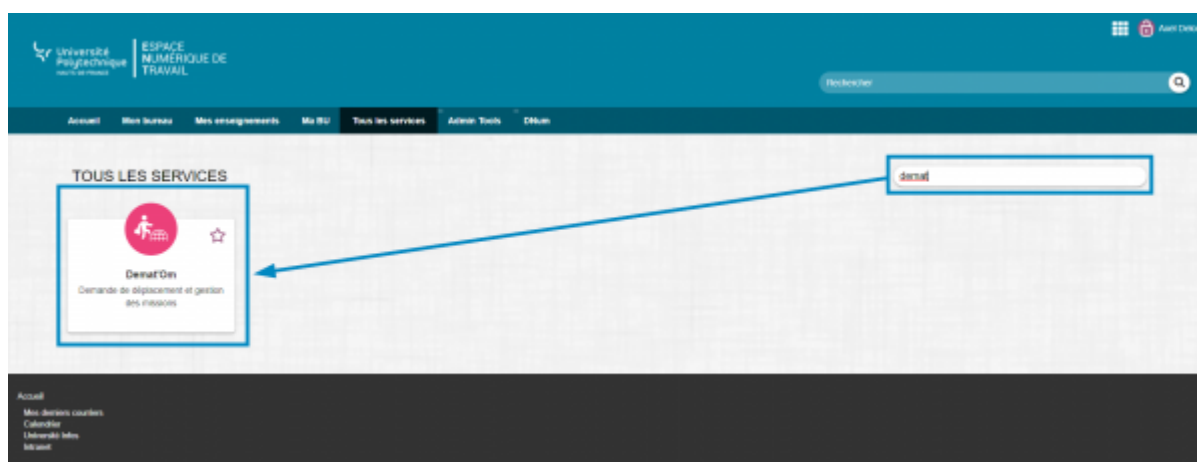 Université
Polytechnique
HAUTS-DE-FRANCE
ESPACE
NUMÉRIQUE DE
TRAVAIL
Rechercher
Accueil Mon bureau Mes enseignements Ma BU Tous les services Admin Tools DNum
TOUS LES SERVICES
demat
Demat'Om
Demande de déplacement et gestion
des missions
Accueil
Mes derniers courriers
Calendrier
Université Infos
Intranet